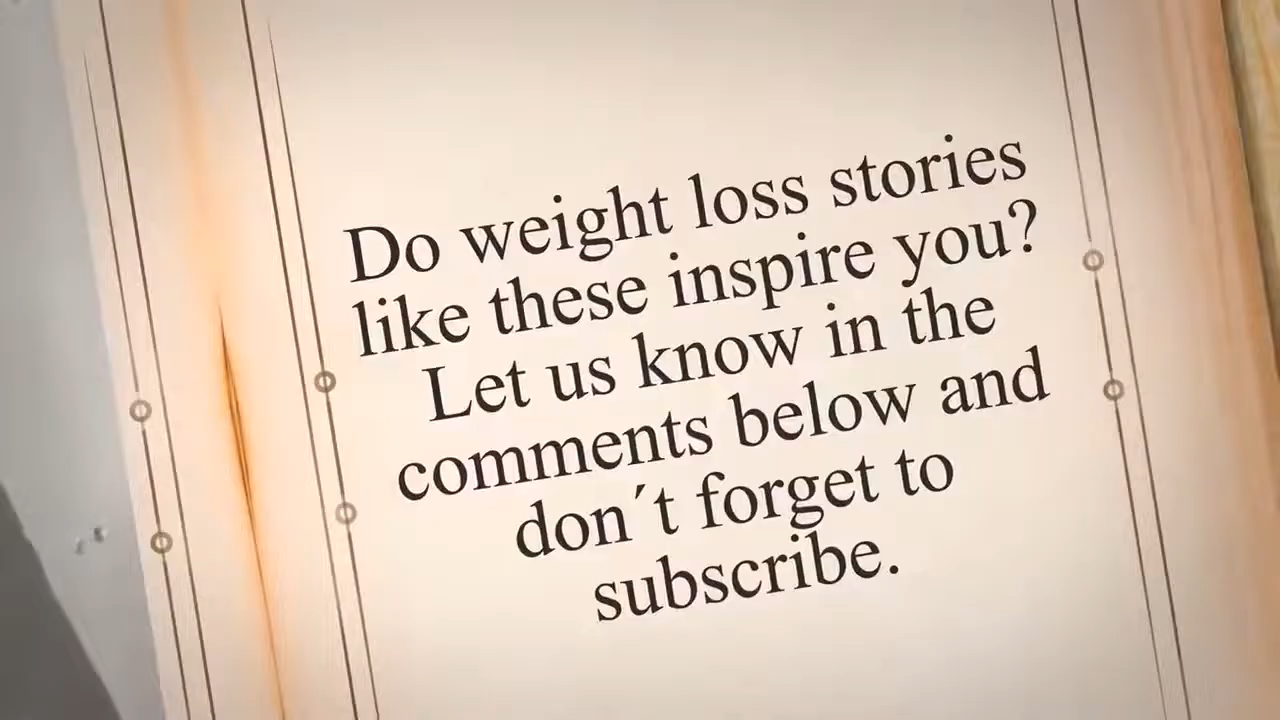 Do weight loss stories
like these inspire you?
Let us know in the
comments below and
don´t forget to
subscribe.